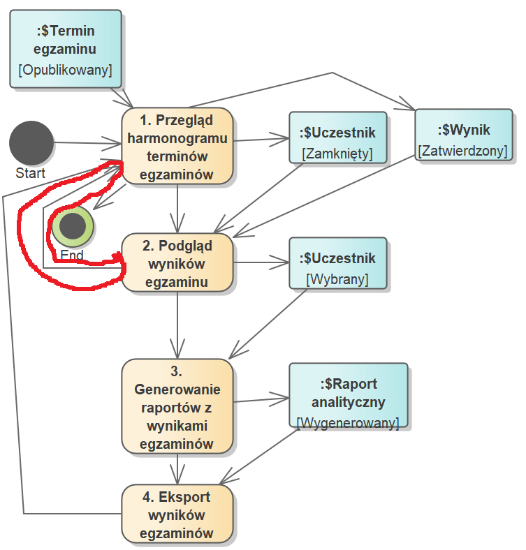 :$Termin
egzaminu
[Opublikowany]
1. Przegląd
harmonogramu
terminów
egzaminów
:$Uczestnik
[Zamknięty]
:$Wynik
[Zatwierdzony]
Start
End
2. Podgląd
wyników
egzaminu
:$Uczestnik
[Wybrany]
3.
Generowanie
raportów z
wynikami
egzaminów
:$Raport
analityczny
[Wygenerowany]
4. Eksport
wyników
egzaminów